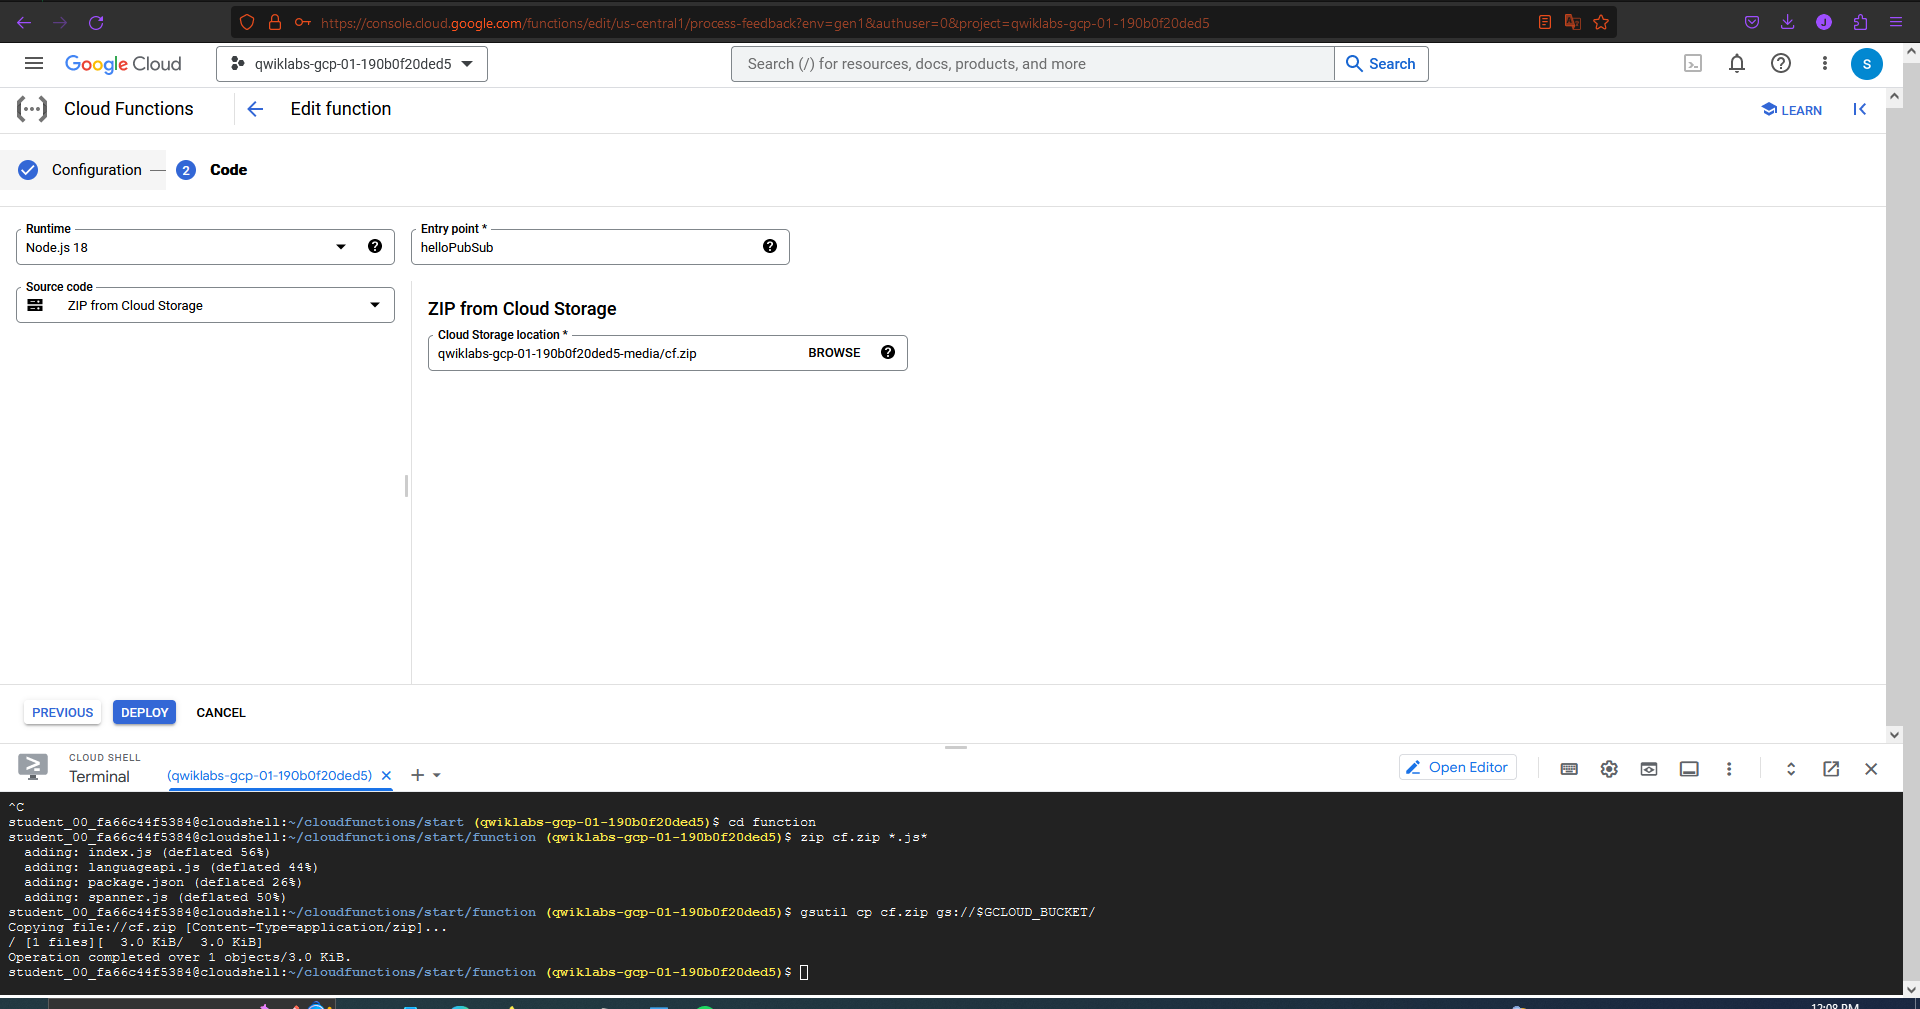 https://console.cloud.google.com/functions/edit/us-central1/process-feedback?env=gen1&authuser=0&project=qwiklabs-gcp-01-190b0f20ded5
J
Google Cloud
qwiklabs-gcp-01-190b0f20ded5
Search (/) for resources, docs, products, and more
Search
S
Cloud Functions
Edit function
LEARN
Configuration
2
Code
Runtime
Node.js 18
Entry point *
helloPubSub
Source code
ZIP from Cloud Storage
ZIP from Cloud Storage
Cloud Storage location *
qwiklabs-gcp-01-190b0f20ded5-media/cf.zip
BROWSE
PREVIOUS
DEPLOY
CANCEL
CLOUD SHELL
Terminal
(qwiklabs-gcp-01-190b0f20ded5)
Open Editor
^C
student_00_fa66c44f5384@cloudshell:~/cloudfunctions/start (qwiklabs-gcp-01-190b0f20ded5)$ cd function
student_00_fa66c44f5384@cloudshell:~/cloudfunctions/start/function (qwiklabs-gcp-01-190b0f20ded5)$ zip cf.zip *.js*
adding: index.js (deflated 56%)
adding: languageapi.js (deflated 44%)
adding: package.json (deflated 26%)
adding: spanner.js (deflated 50%)
student_00_fa66c44f5384@cloudshell:~/cloudfunctions/start/function (qwiklabs-gcp-01-190b0f20ded5)$ gsutil cp cf.zip gs://$GCLOUD_BUCKET/
Copying file://cf.zip [Content-Type=application/zip]...
/ [1 files][  3.0 KiB/  3.0 KiB]
Operation completed over 1 objects/3.0 KiB.
student_00_fa66c44f5384@cloudshell:~/cloudfunctions/start/function (qwiklabs-gcp-01-190b0f20ded5)$
12:08 PM